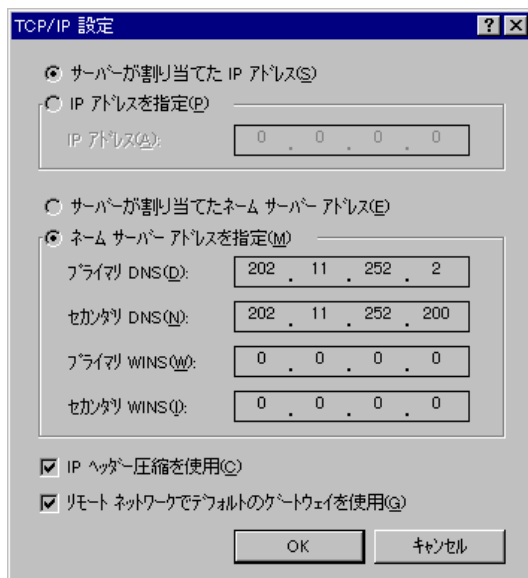 TCP/IP 設定
サーバーが割り当てた IP アドレス(S)
IP アドレスを指定(P)
IP アドレス(A): 0 . 0 . 0 . 0
サーバーが割り当てたネーム サーバー アドレス(E)
ネーム サーバー アドレスを指定(M)
プライマリ DNS(D): 202 . 11 . 252 . 2
セカンダリ DNS(N): 202 . 11 . 252 . 200
プライマリ WINS(W): 0 . 0 . 0 . 0
セカンダリ WINS(I): 0 . 0 . 0 . 0
IP ヘッダー圧縮を使用(C)
リモート ネットワークでデフォルトのゲートウェイを使用(G)
OK キャンセル